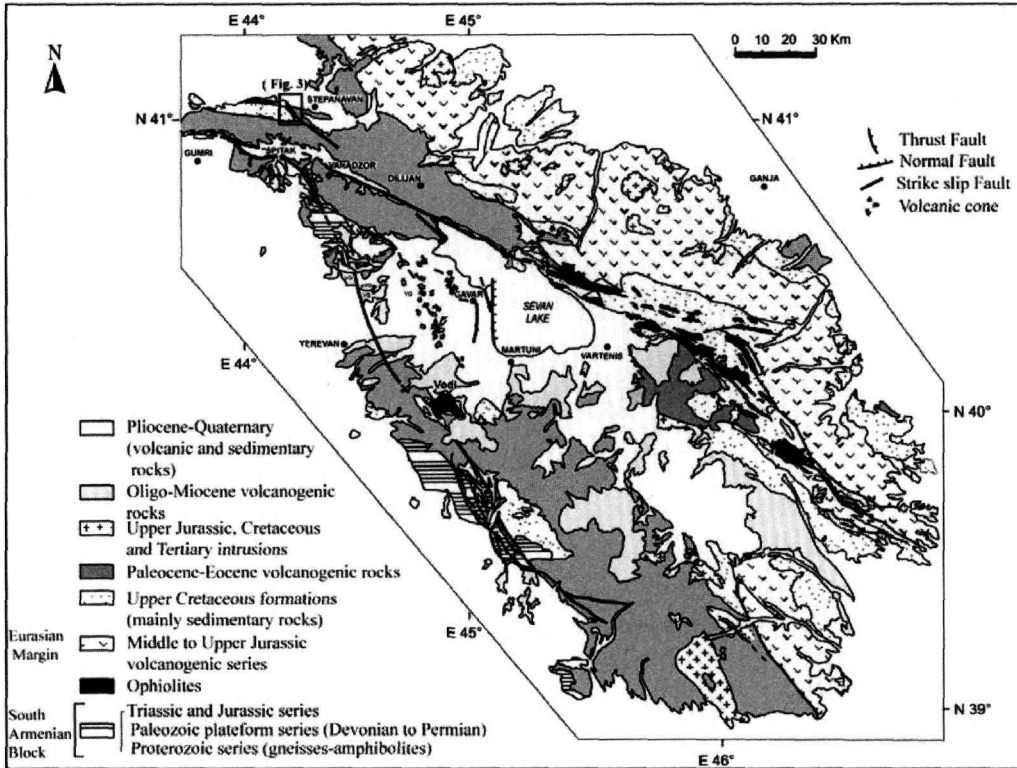 E 44°
E 45°
N
0 10 20 30 Km
( Fig. 3)
STEPANAVAN
N 41°
N 41°
GUMRI
SPITAK
VANADZOR
DILIJAN
GANJA
Thrust Fault
Normal Fault
Strike slip Fault
Volcanic cone
GAVAR
SEVAN
LAKE
YEREVAN
MARTUNI
VARTENIS
E 44°
Vedi
N 40°
Pliocene-Quaternary
(volcanic and sedimentary
rocks)
Oligo-Miocene volcanogenic
rocks
Upper Jurassic, Cretaceous
and Tertiary intrusions
Paleocene-Eocene volcanogenic rocks
Upper Cretaceous formations
(mainly sedimentary rocks)
Eurasian
Margin
Middle to Upper Jurassic
volcanogenic series
Ophiolites
South
Armenian
Block
Triassic and Jurassic series
Paleozoic plateform series (Devonian to Permian)
Proterozoic series (gneisses-amphibolites)
E 45°
N 39°
E 46°